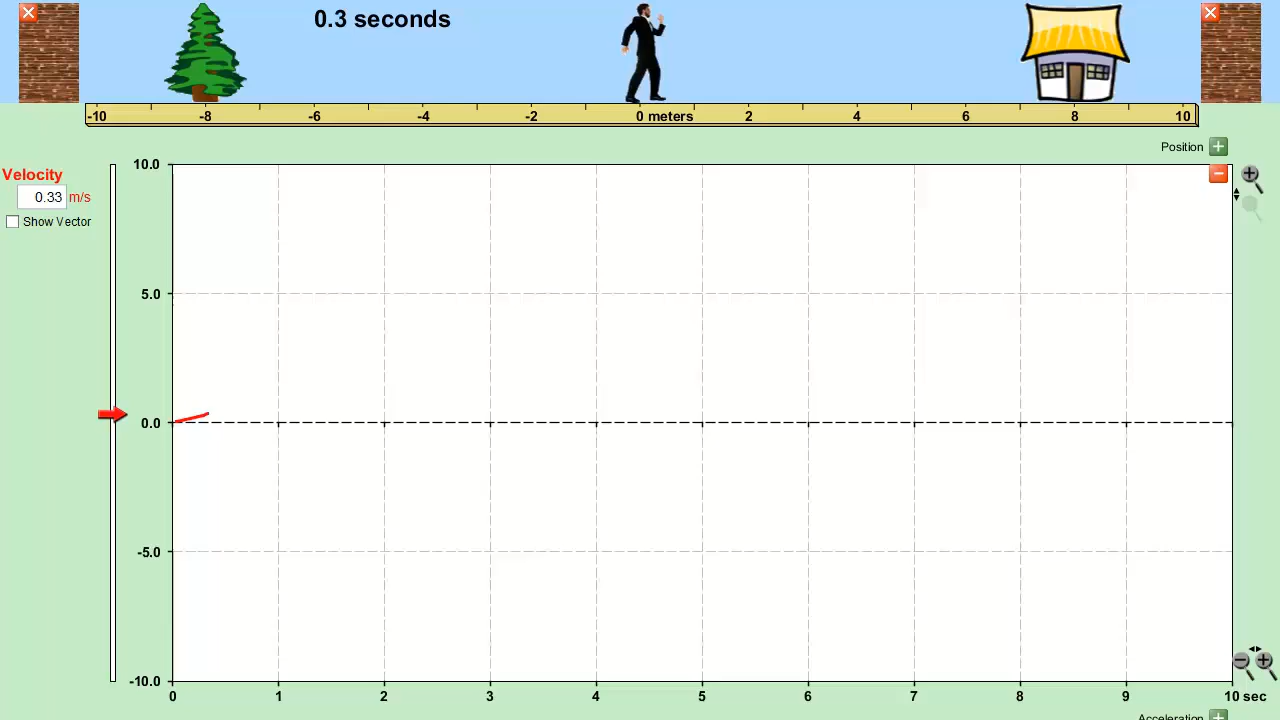 0.3 seconds
-10 -8 -6 -4 -2 0 meters 2 4 6 8 10
Position
Velocity
0.33 m/s
Show Vector
10.0
5.0
0.0
-5.0
-10.0
0 1 2 3 4 5 6 7 8 9 10 sec
Acceleration